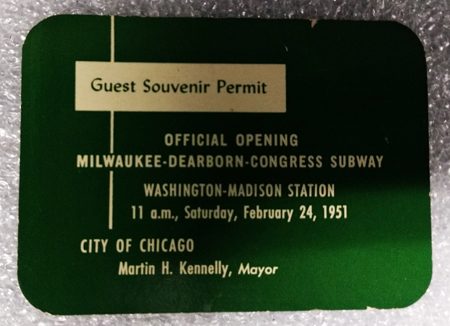 Guest Souvenir Permit
OFFICIAL OPENING
MILWAUKEE-DEARBORN-CONGRESS SUBWAY
WASHINGTON-MADISON STATION
11 a.m., Saturday, February 24, 1951
CITY OF CHICAGO
Martin H. Kennelly, Mayor